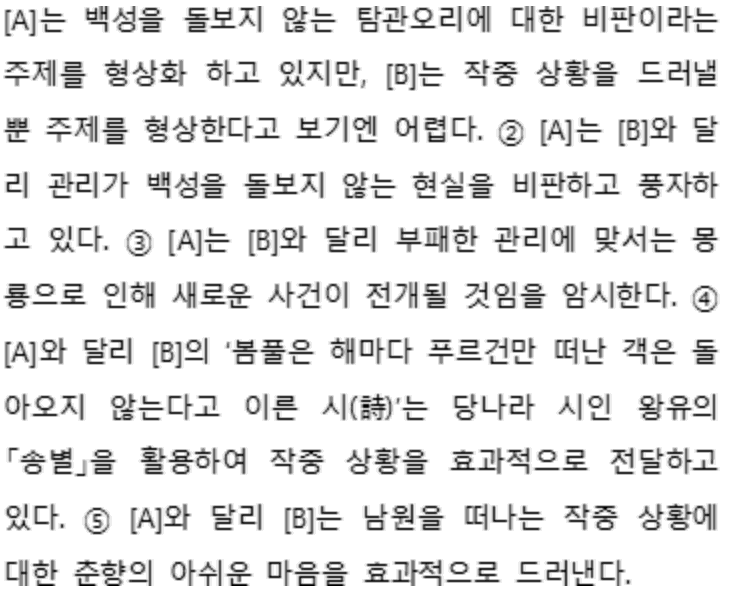 [A]는 백성을 돌보지 않는 탐관오리에 대한 비판이라는
주제를 형상화 하고 있지만, [B]는 작중 상황을 드러낼
뿐 주제를 형상한다고 보기엔 어렵다. ② [A]는 [B]와 달
리 관리가 백성을 돌보지 않는 현실을 비판하고 풍자하
고 있다. ③ [A]는 [B]와 달리 부패한 관리에 맞서는 몽
룡으로 인해 새로운 사건이 전개될 것임을 암시한다. ④
[A]와 달리 [B]의 ‘봄풀은 해마다 푸르건만 떠난 객은 돌
아오지 않는다고 이른 시(詩)’는 당나라 시인 왕유의
「송별」을 활용하여 작중 상황을 효과적으로 전달하고
있다. ⑤ [A]와 달리 [B]는 남원을 떠나는 작중 상황에
대한 춘향의 아쉬운 마음을 효과적으로 드러낸다.